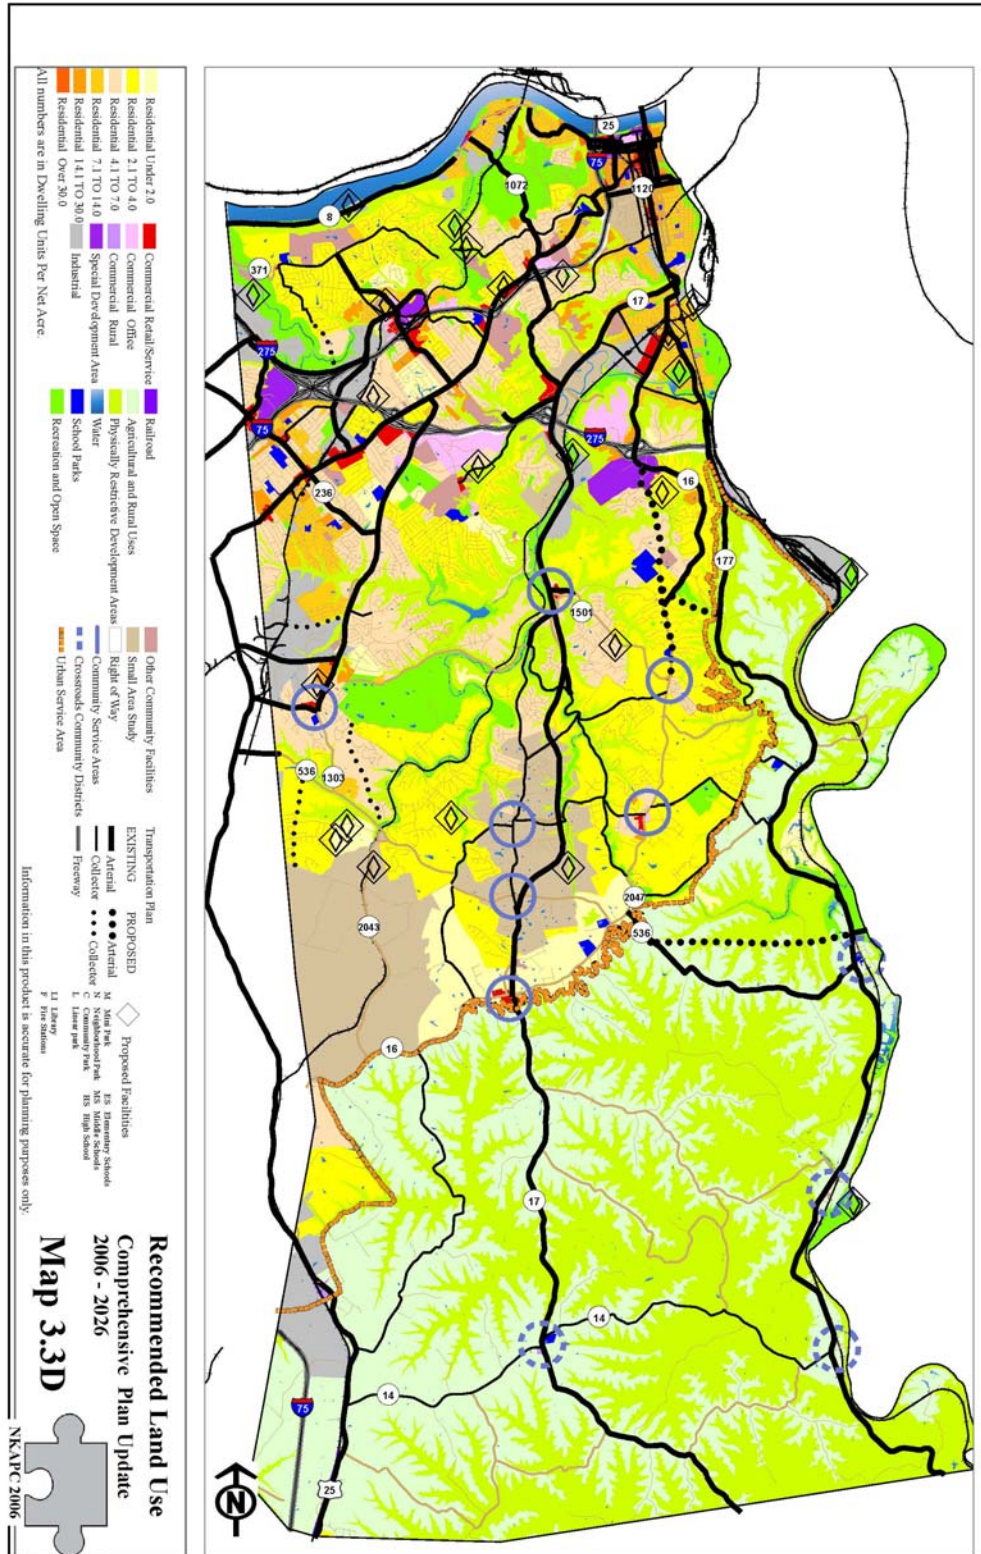 Residential Under 2.0
Residential 2.1 TO 4.0
Residential 4.1 TO 7.0
Residential 7.1 TO 14.0
Residential 14.1 TO 30.0
Residential Over 30.0
All numbers are in Dwelling Units Per Net Acre.
Commercial Retail/Service
Commercial Office
Commercial Rural
Special Development Area
Industrial
Railroad
Agricultural and Rural Uses
Physically Restrictive Development Areas
Water
School Parks
Recreation and Open Space
Other Community Facilities
Small Area Study
Right of Way
Community Service Areas
Crossroads Community Districts
Urban Service Area
Transportation Plan
EXISTING PROPOSED
Arterial Arterial
Collector Collector
Freeway
Proposed Facilities
M Mini Park ES Elementary Schools
N Neighborhood Park MS Middle Schools
C Community Park HS High School
L Linear park
LI Library
F Fire Stations
Information in this product is accurate for planning purposes only.
Recommended Land Use
Comprehensive Plan Update
2006 - 2026
Map 3.3D
NKAPC 2006
25
75
1120
1072
8
17
371
275
75
275
16
236
177
1501
536
1303
2047
536
2043
16
17
14
14
75
25
N